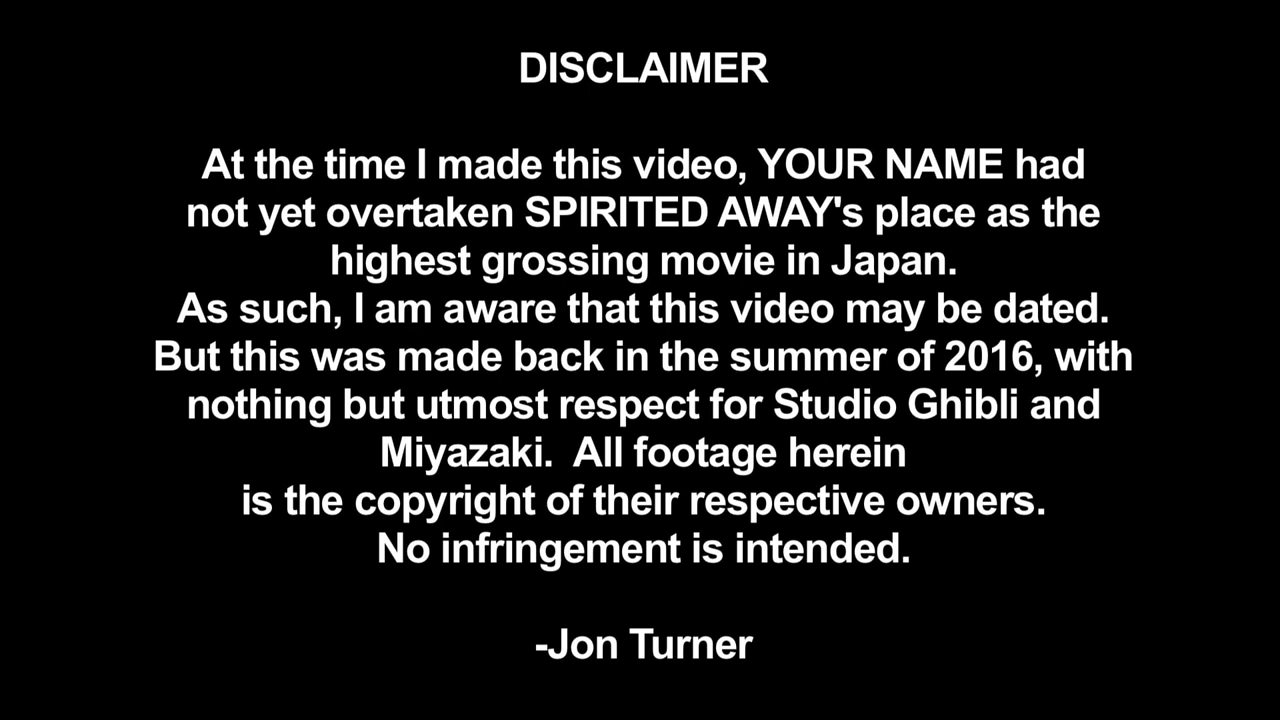 DISCLAIMER
At the time I made this video, YOUR NAME had
not yet overtaken SPIRITED AWAY's place as the
highest grossing movie in Japan.
As such, I am aware that this video may be dated.
But this was made back in the summer of 2016, with
nothing but utmost respect for Studio Ghibli and
Miyazaki.  All footage herein
is the copyright of their respective owners.
No infringement is intended.
-Jon Turner